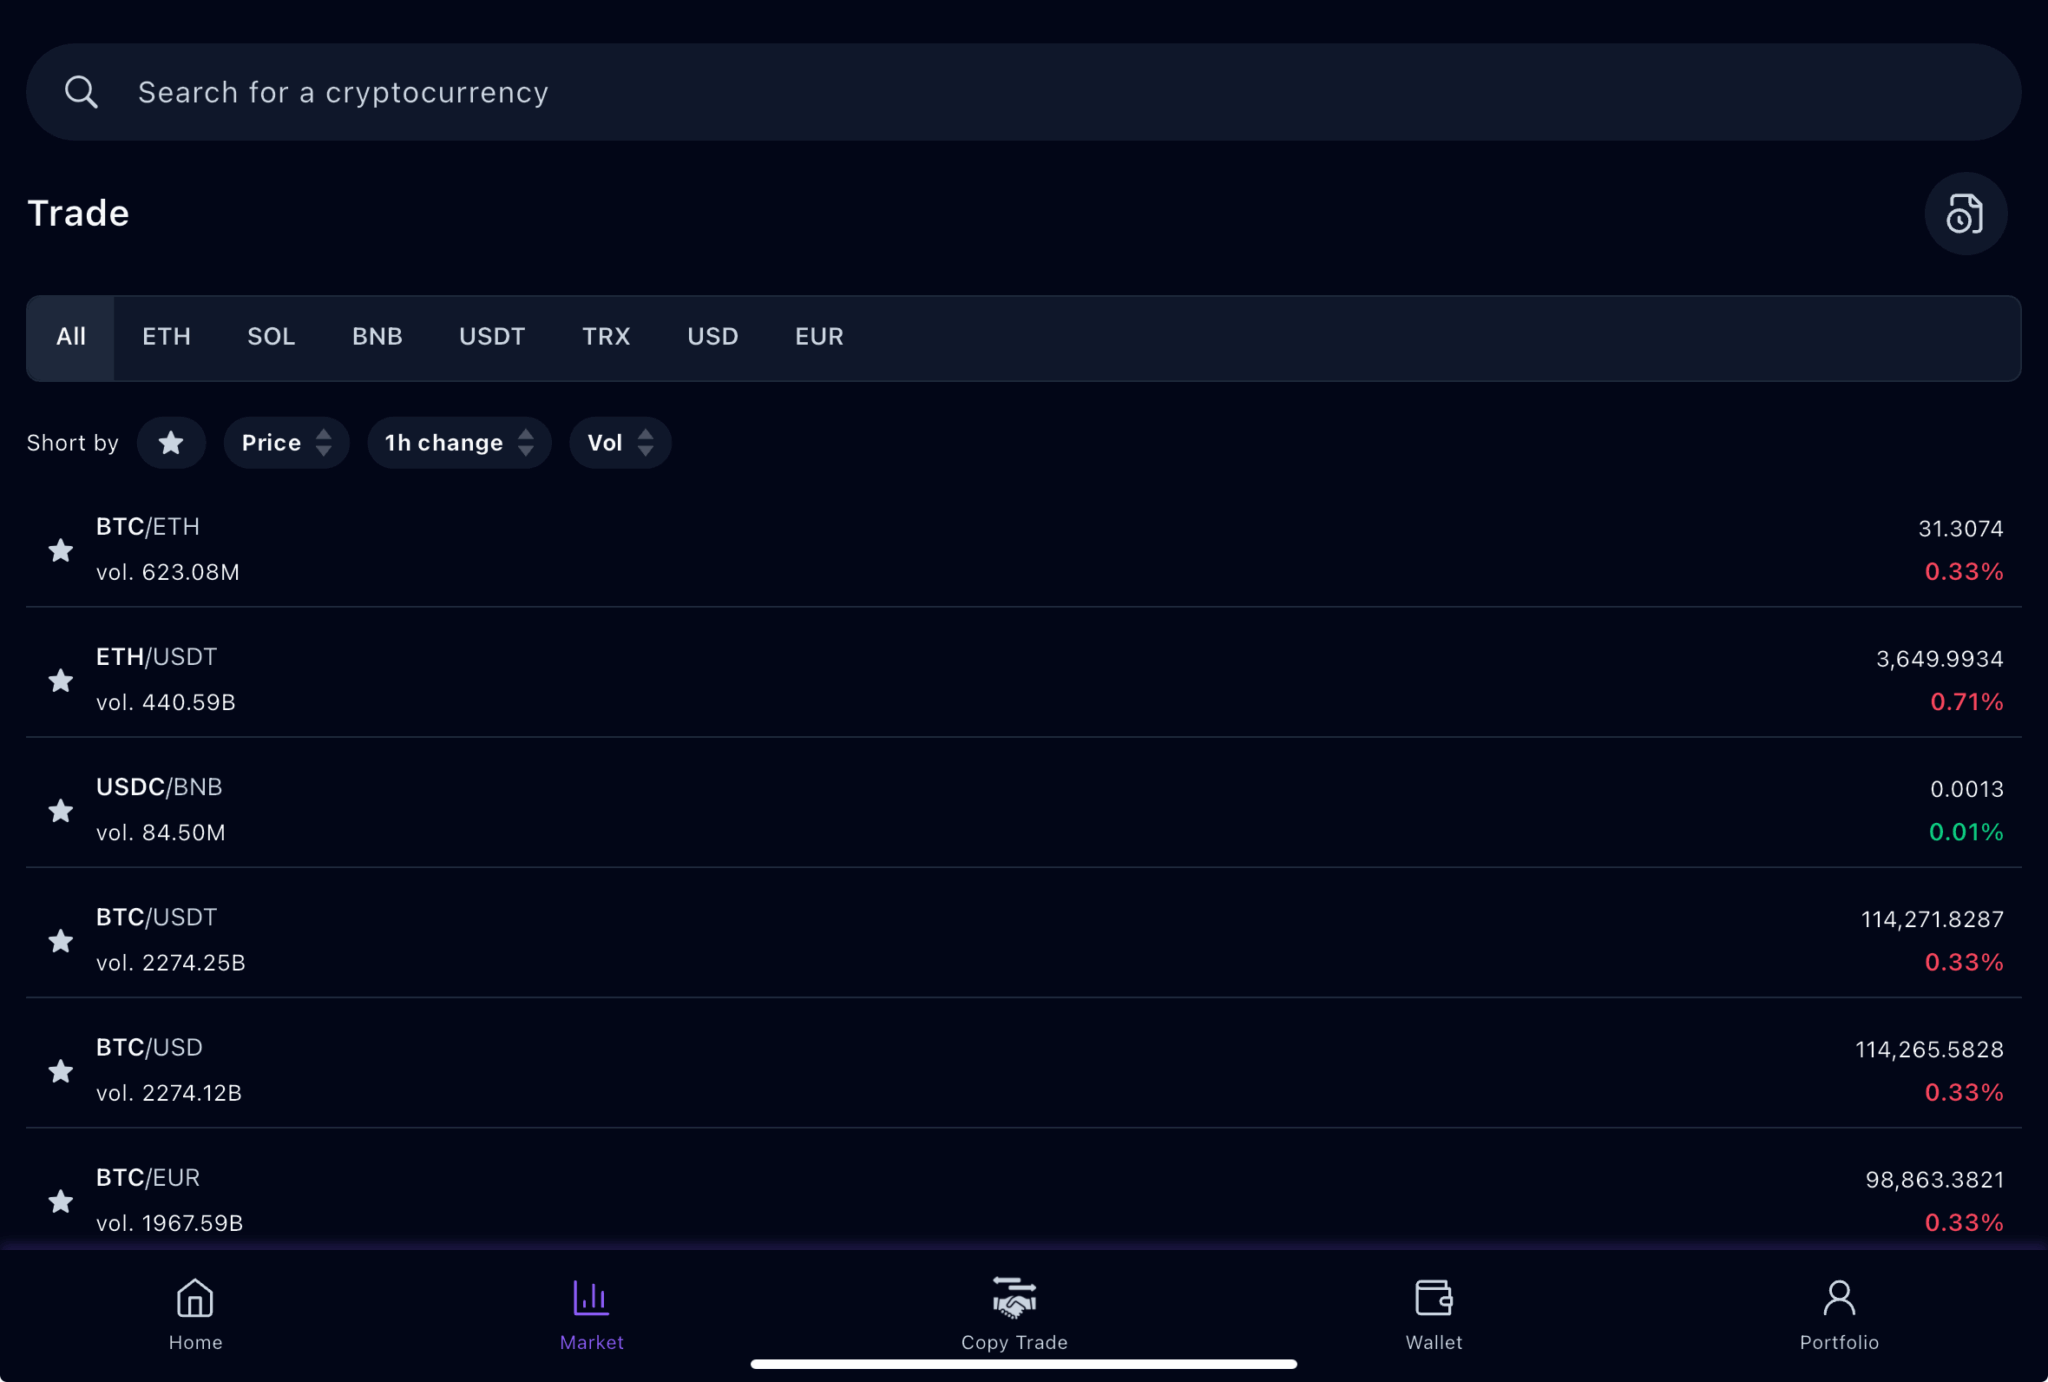 Search for a cryptocurrency
Trade
All ETH SOL BNB USDT TRX USD EUR
Short by Price 1h change Vol
BTC/ETH 31.3074
vol. 623.08M 0.33%
ETH/USDT 3,649.9934
vol. 440.59B 0.71%
USDC/BNB 0.0013
vol. 84.50M 0.01%
BTC/USDT 114,271.8287
vol. 2274.25B 0.33%
BTC/USD 114,265.5828
vol. 2274.12B 0.33%
BTC/EUR 98,863.3821
vol. 1967.59B 0.33%
Home Market Copy Trade Wallet Portfolio